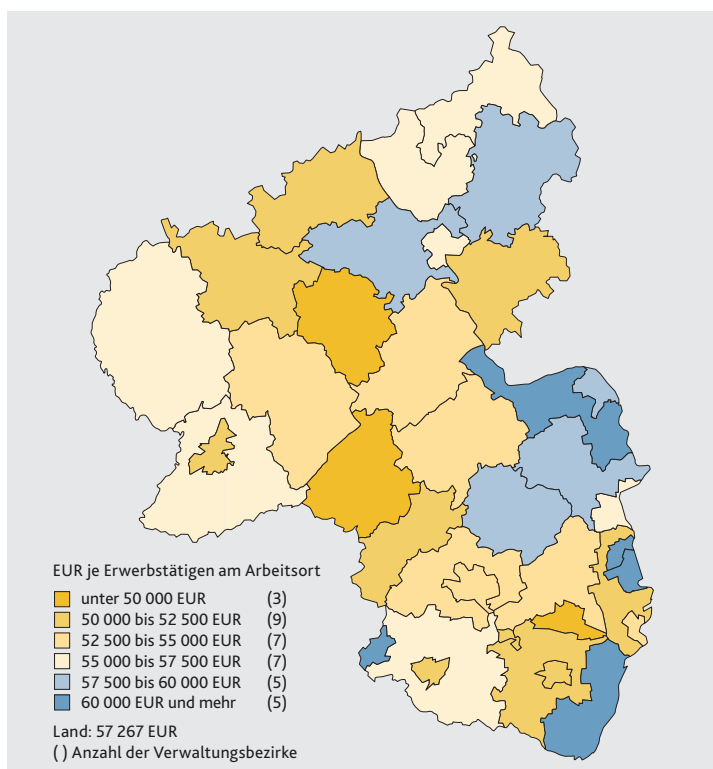 EUR je Erwerbstätigen am Arbeitsort
unter 50 000 EUR (3)
50 000 bis 52 500 EUR (9)
52 500 bis 55 000 EUR (7)
55 000 bis 57 500 EUR (7)
57 500 bis 60 000 EUR (5)
60 000 EUR und mehr (5)
Land: 57 267 EUR
( ) Anzahl der Verwaltungsbezirke